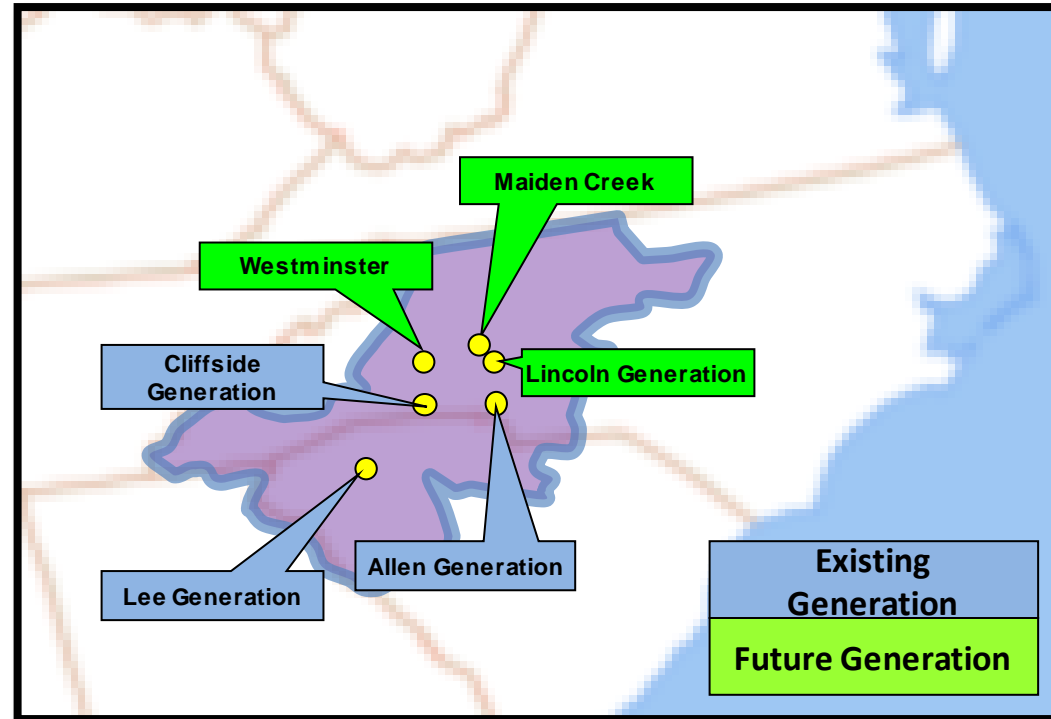 Maiden Creek
Westminster
Cliffside
Generation
Lincoln Generation
Allen Generation
Lee Generation
Existing
Generation
Future Generation